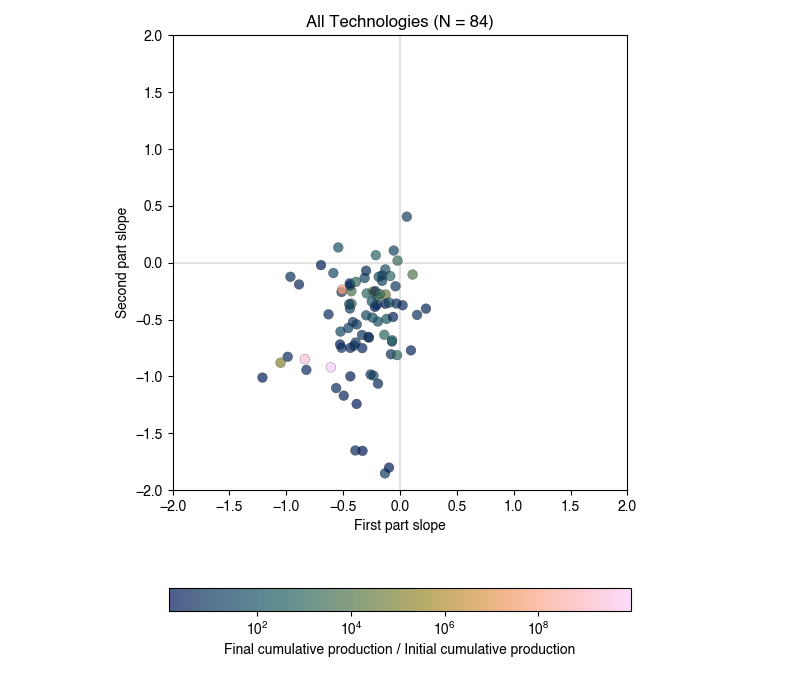 All Technologies (N = 84)
2.0
1.5
1.0
0.5
0.0
−0.5
−1.0
−1.5
−2.0
Second part slope
−2.0 −1.5 −1.0 −0.5 0.0 0.5 1.0 1.5 2.0
First part slope
10² 10⁴ 10⁶ 10⁸
Final cumulative production / Initial cumulative production